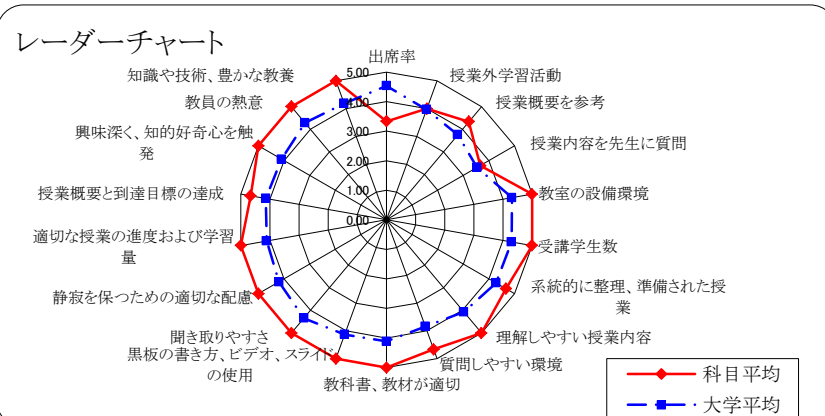 レーダーチャート
出席率
授業外学習活動
授業概要を参考
授業内容を先生に質問
教室の設備環境
受講学生数
系統的に整理、準備された授
業
理解しやすい授業内容
質問しやすい環境
教科書、教材が適切
黒板の書き方、ビデオ、スライド
の使用
聞き取りやすさ
静寂を保つための適切な配慮
適切な授業の進度および学習
量
授業概要と到達目標の達成
興味深く、知的好奇心を触
発
教員の熱意
知識や技術、豊かな教養
5.00
4.00
3.00
2.00
1.00
0.00
科目平均
大学平均